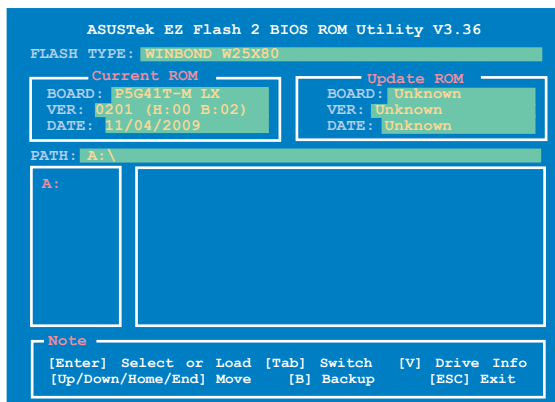 ASUSTek EZ Flash 2 BIOS ROM Utility V3.36
FLASH TYPE: WINBOND W25X80
Current ROM
BOARD: P5G41T-M LX
VER: 0201 (H:00 B:02)
DATE: 11/04/2009
Update ROM
BOARD: Unknown
VER: Unknown
DATE: Unknown
PATH: A:\
A:
Note
[Enter] Select or Load [Tab] Switch [V] Drive Info
[Up/Down/Home/End] Move [B] Backup [ESC] Exit